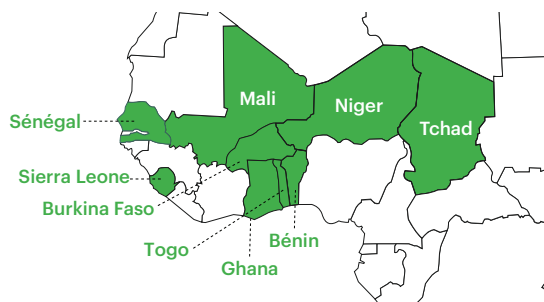 Mali
Niger
Tchad
Sénégal
Sierra Leone
Burkina Faso
Togo
Bénin
Ghana